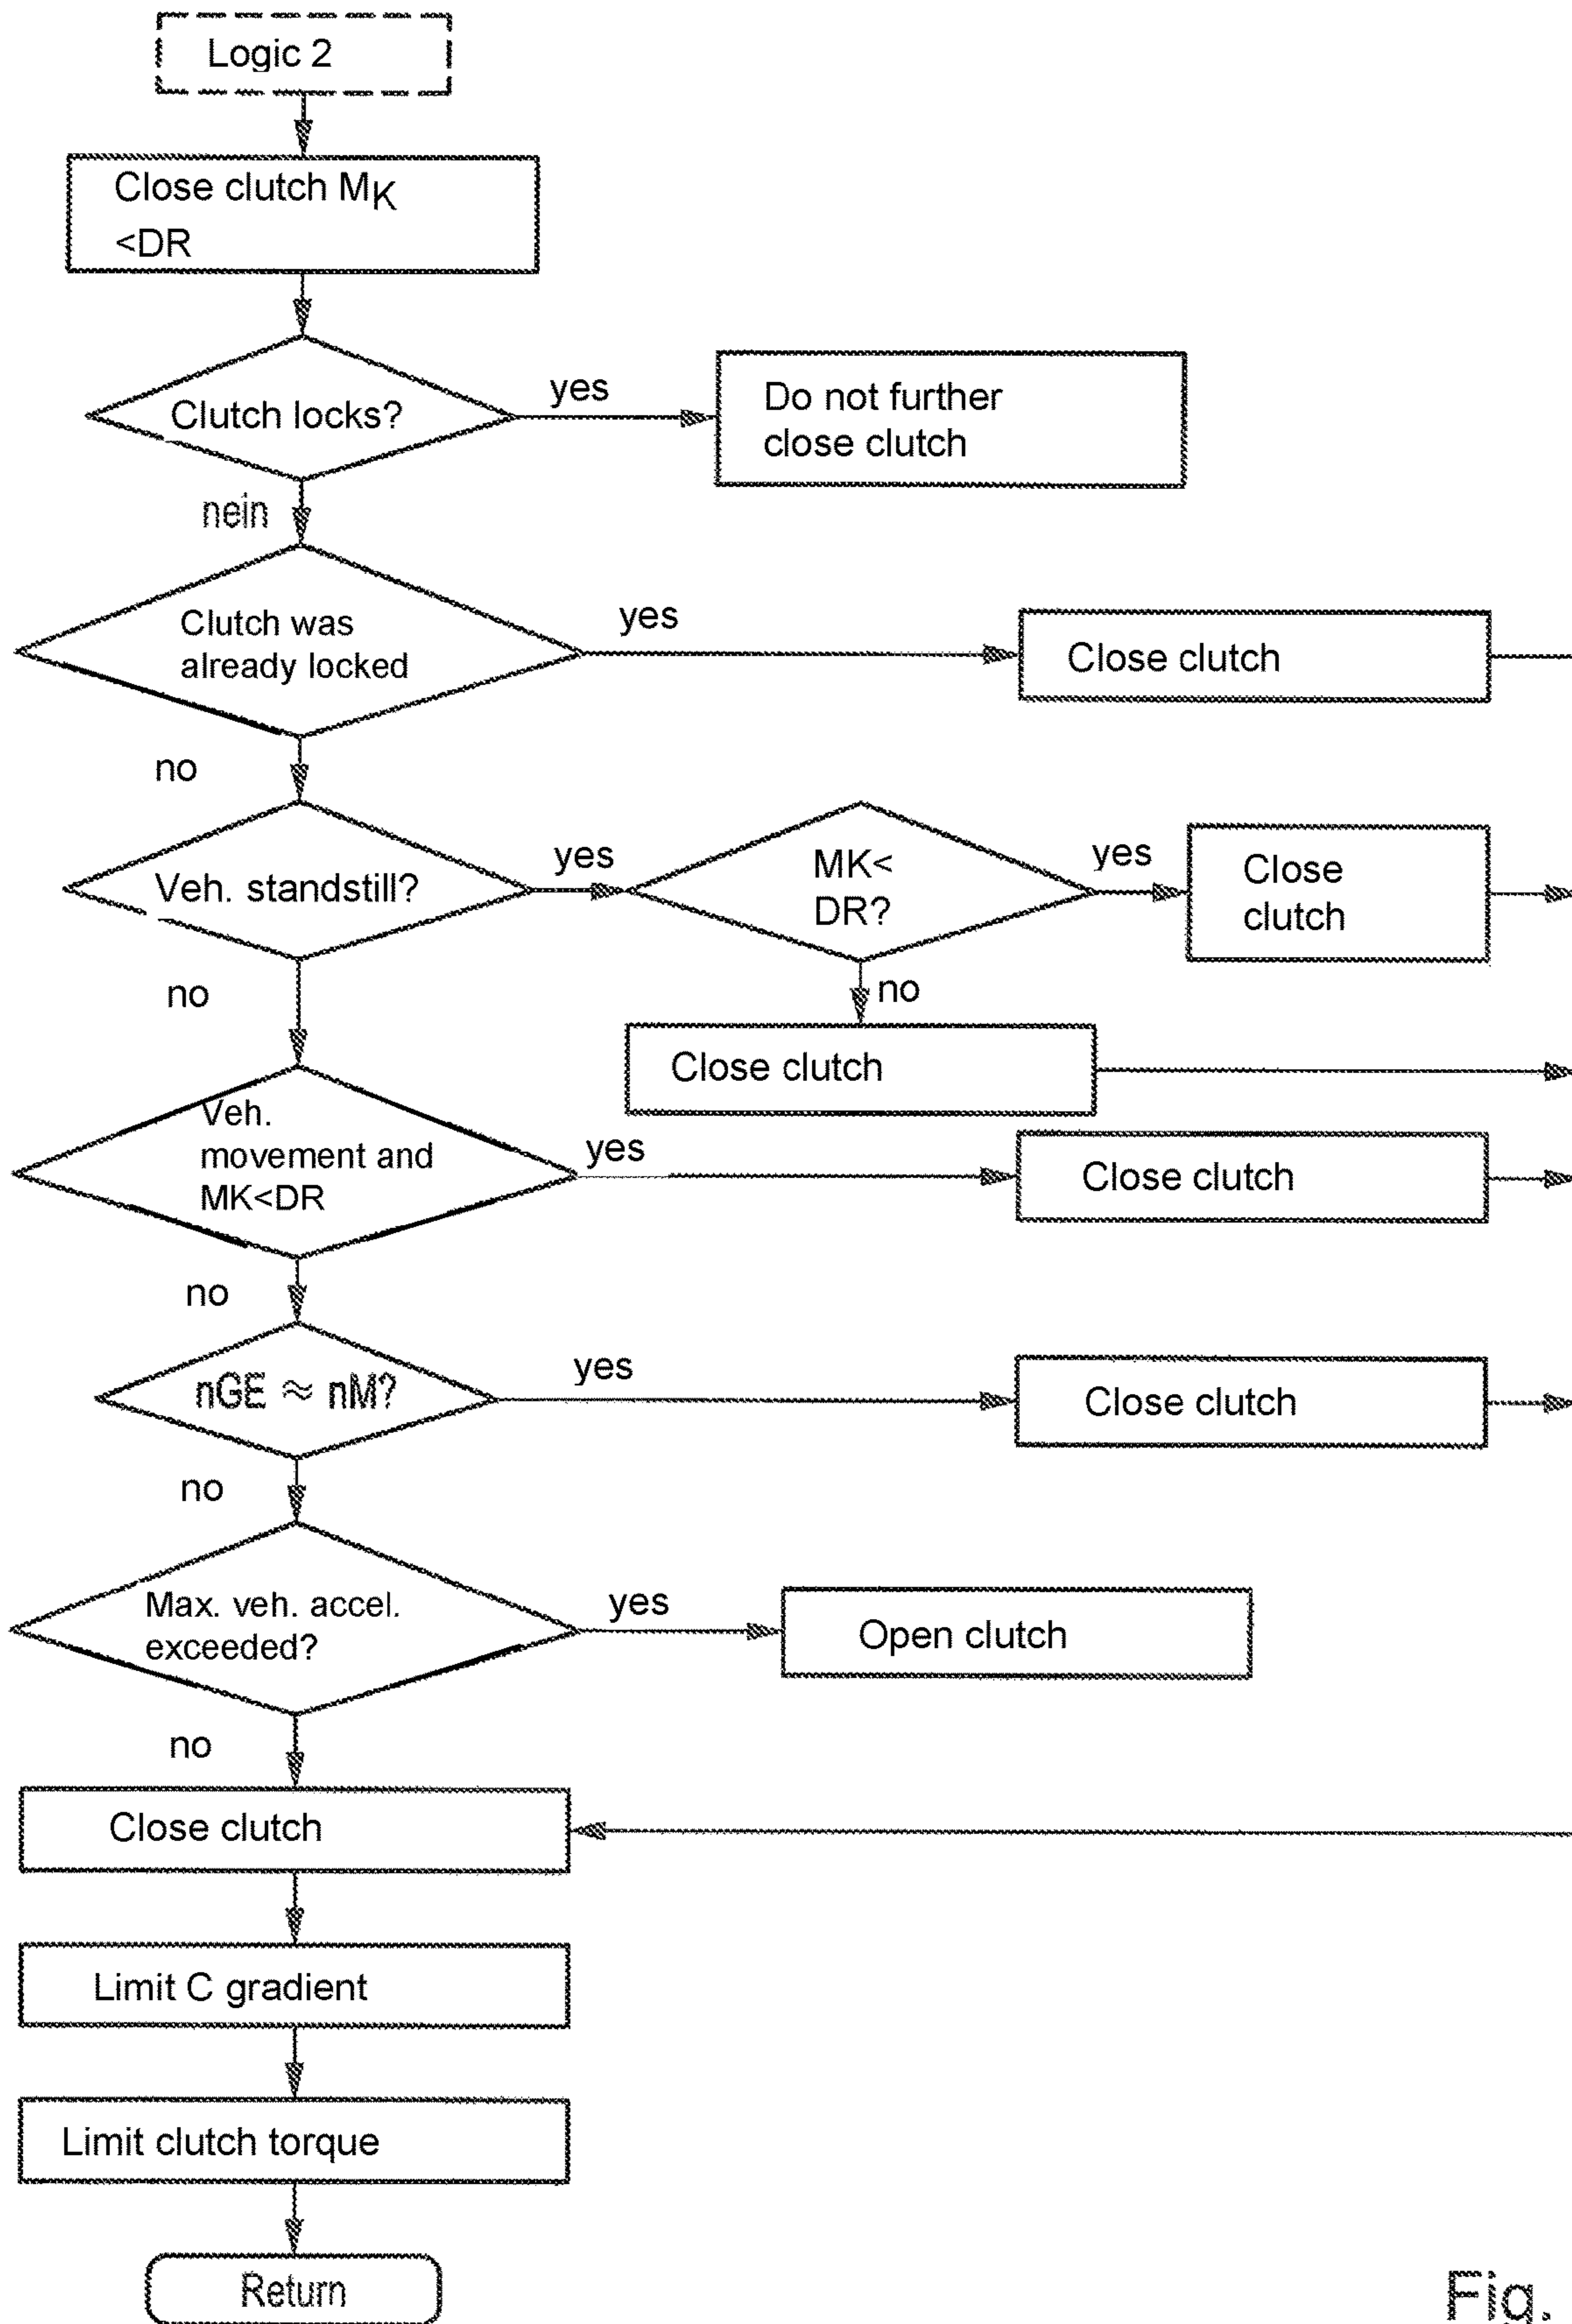 Logic 2
Close clutch MK
<DR
Clutch locks?
yes
Do not further
close clutch
nein
Clutch was
already locked
yes
Close clutch
no
Veh. standstill?
yes
MK<
DR?
yes
Close
clutch
no
no
Close clutch
Veh.
movement and
MK<DR
yes
Close clutch
no
nGE ≈ nM?
yes
Close clutch
no
Max. veh. accel.
exceeded?
yes
Open clutch
no
Close clutch
Limit C gradient
Limit clutch torque
Return
Fig.